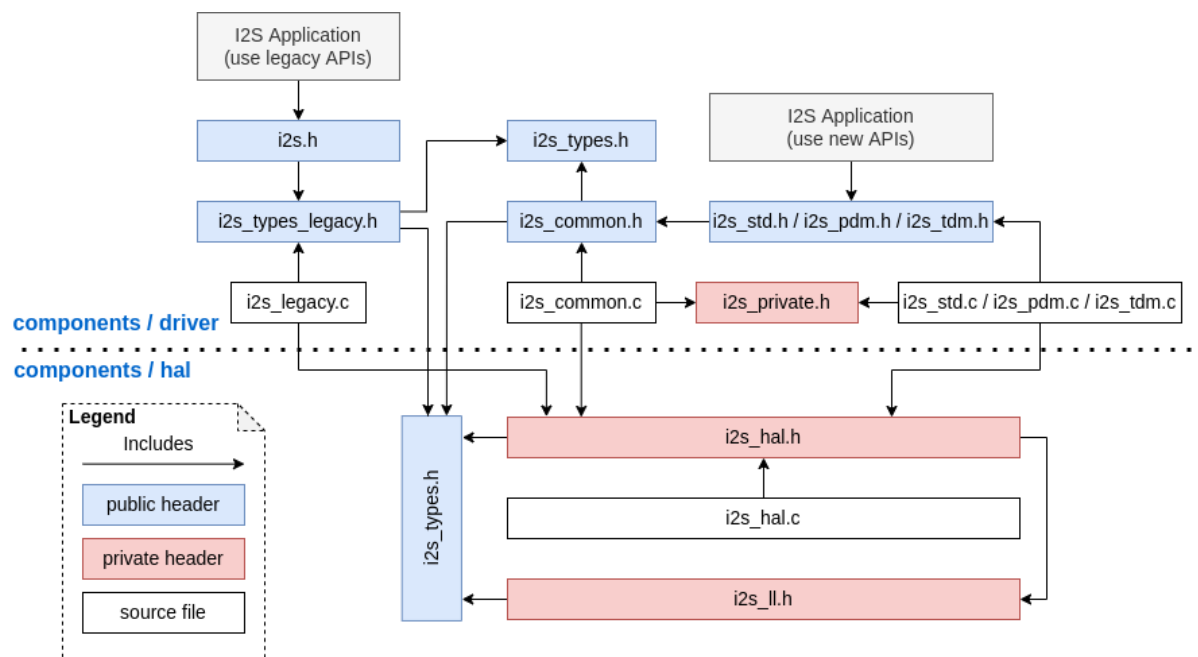 I2S Application
(use legacy APIs)
I2S Application
(use new APIs)
i2s.h
i2s_types.h
i2s_types_legacy.h
i2s_common.h
i2s_std.h / i2s_pdm.h / i2s_tdm.h
i2s_legacy.c
i2s_common.c
i2s_private.h
i2s_std.c / i2s_pdm.c / i2s_tdm.c
components / driver
components / hal
Legend
Includes
public header
private header
source file
i2s_types.h
i2s_hal.h
i2s_hal.c
i2s_ll.h